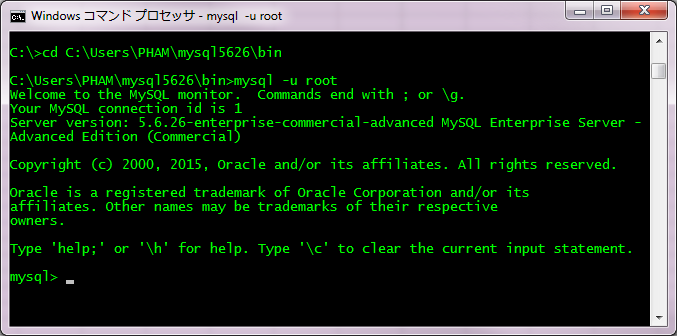 Windows コマンド プロセッサ - mysql  -u root
C:\>cd C:\Users\PHAM\mysql5626\bin
C:\Users\PHAM\mysql5626\bin>mysql -u root
Welcome to the MySQL monitor.  Commands end with ; or \g.
Your MySQL connection id is 1
Server version: 5.6.26-enterprise-commercial-advanced MySQL Enterprise Server -
Advanced Edition (Commercial)
Copyright (c) 2000, 2015, Oracle and/or its affiliates. All rights reserved.
Oracle is a registered trademark of Oracle Corporation and/or its
affiliates. Other names may be trademarks of their respective
owners.
Type 'help;' or '\h' for help. Type '\c' to clear the current input statement.
mysql>